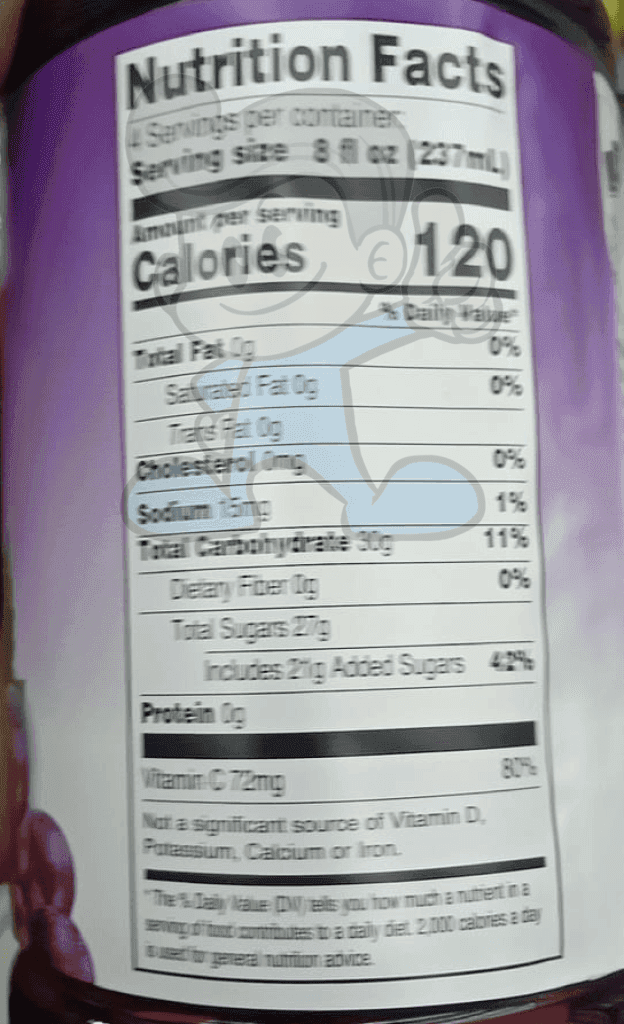 Nutrition Facts
4 Servings per container:
Serving size 8 fl oz (237mL)
Amount per serving
Calories 120
% Daily Value*
Total Fat 0g 0%
Saturated Fat 0g 0%
Trans Fat 0g
Cholesterol 0mg 0%
Sodium 15mg 1%
Total Carbohydrate 30g 11%
Dietary Fiber 0g 0%
Total Sugars 27g
Includes 21g Added Sugars 42%
Protein 0g
Vitamin C 72mg 80%
Not a significant source of Vitamin D,
Potassium, Calcium or Iron.
*The % Daily Value (DV) tells you how much a nutrient in a
serving of food contributes to a daily diet. 2,000 calories a day
is used for general nutrition advice.